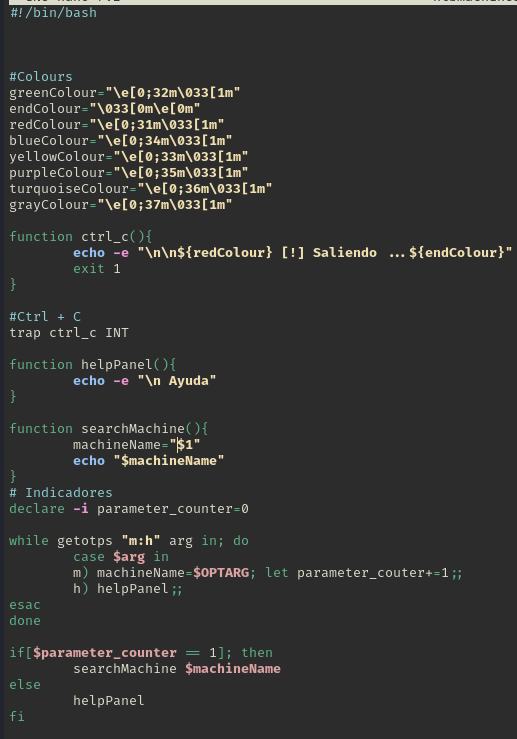 #!/bin/bash
#Colours
greenColour="\e[0;32m\033[1m"
endColour="\033[0m\e[0m"
redColour="\e[0;31m\033[1m"
blueColour="\e[0;34m\033[1m"
yellowColour="\e[0;33m\033[1m"
purpleColour="\e[0;35m\033[1m"
turquoiseColour="\e[0;36m\033[1m"
grayColour="\e[0;37m\033[1m"
function ctrl_c(){
        echo -e "\n\n${redColour} [!] Saliendo ...${endColour}"
        exit 1
}
#Ctrl + C
trap ctrl_c INT
function helpPanel(){
        echo -e "\n Ayuda"
}
function searchMachine(){
        machineName="$1"
        echo "$machineName"
}
# Indicadores
declare -i parameter_counter=0
while getotps "m:h" arg in; do
        case $arg in
        m) machineName=$OPTARG; let parameter_couter+=1;;
        h) helpPanel;;
esac
done
if[$parameter_counter == 1]; then
        searchMachine $machineName
else
        helpPanel
fi